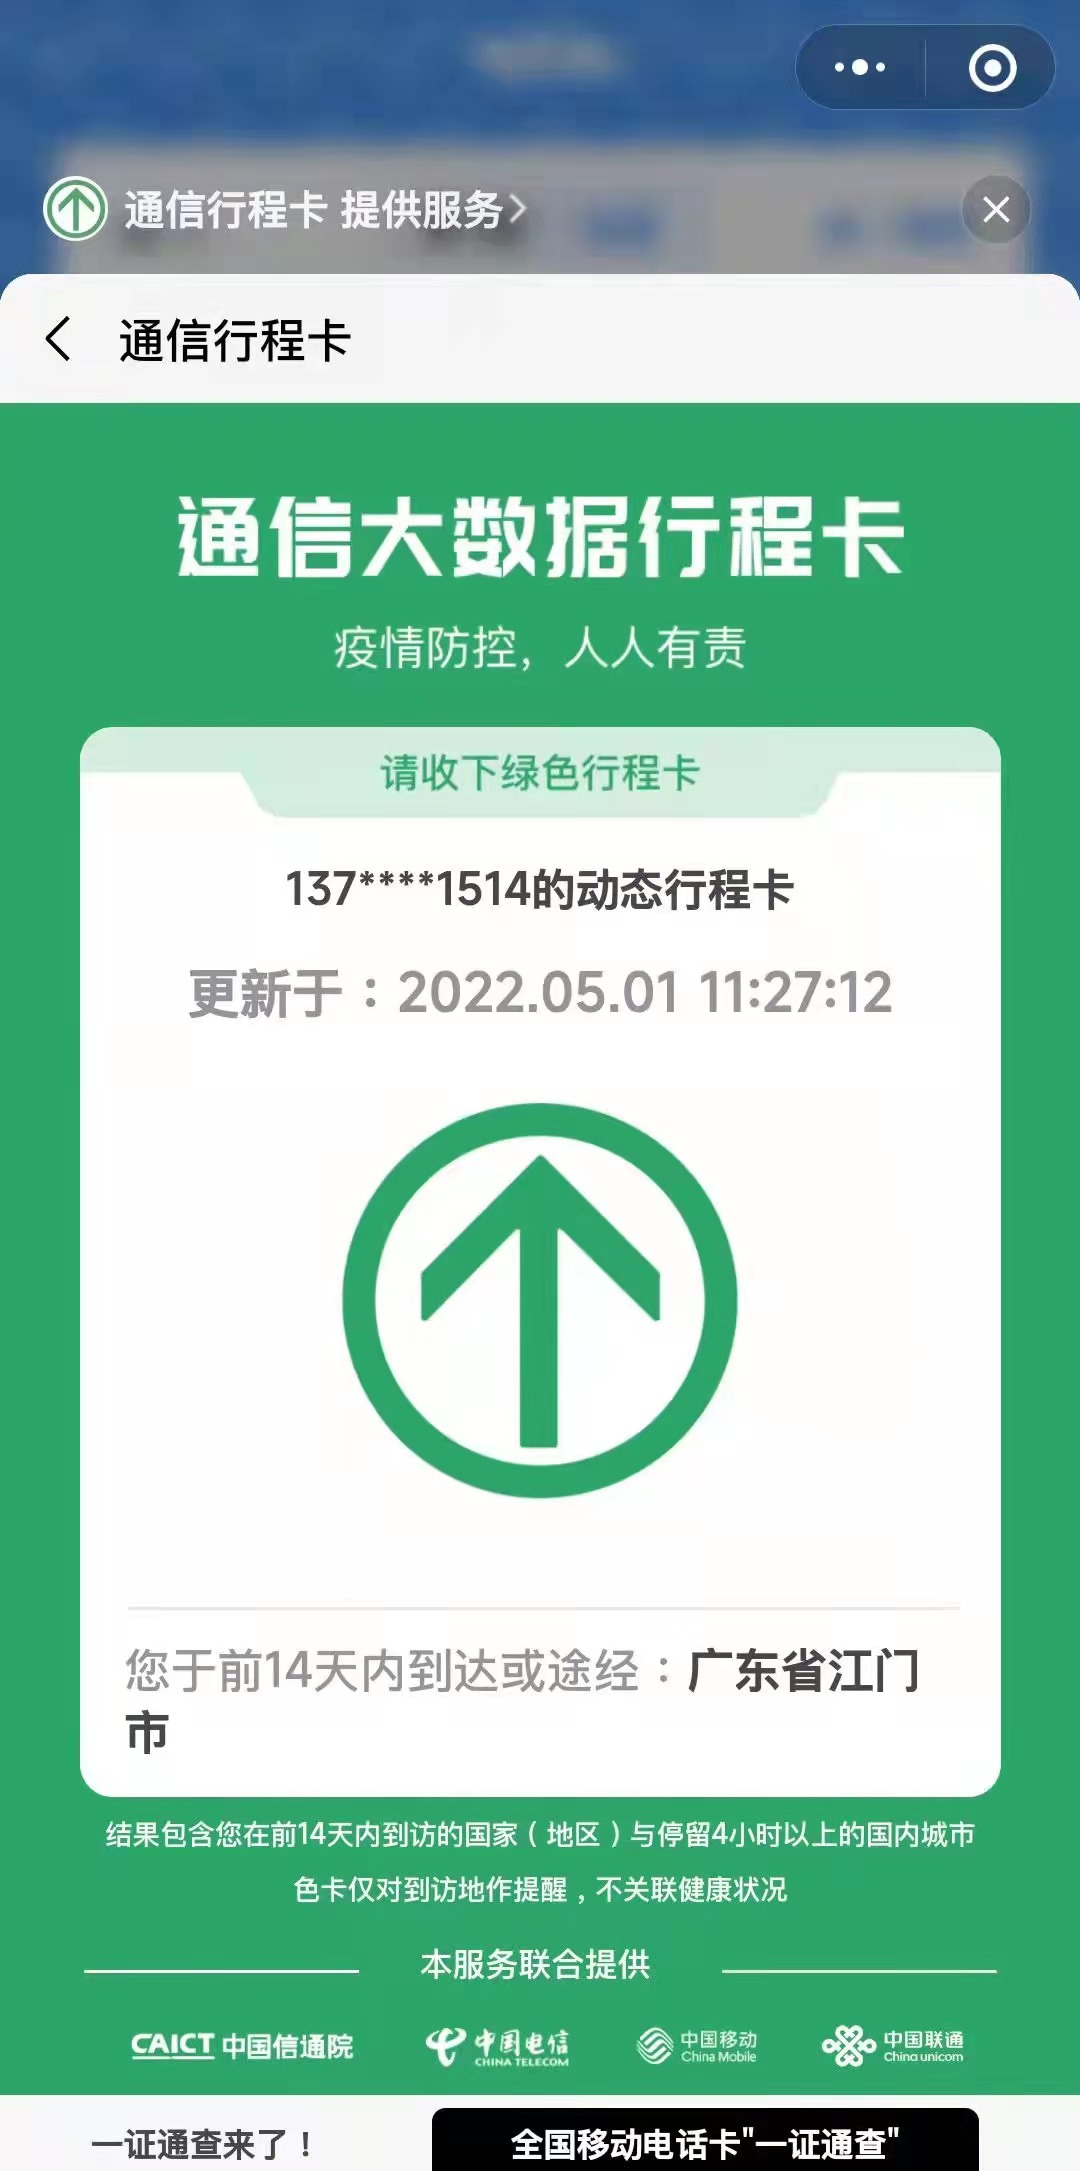 通信行程卡 提供服务
通信行程卡
通信大数据行程卡
疫情防控，人人有责
请收下绿色行程卡
137****1514的动态行程卡
更新于：2022.05.01 11:27:12
您于前14天内到达或途经：广东省江门
市
结果包含您在前14天内到访的国家（地区）与停留4小时以上的国内城市
色卡仅对到访地作提醒，不关联健康状况
本服务联合提供
CAICT 中国信通院 中国电信 CHINA TELECOM 中国移动 China Mobile 中国联通 China unicom
一证通查来了！ 全国移动电话卡"一证通查"